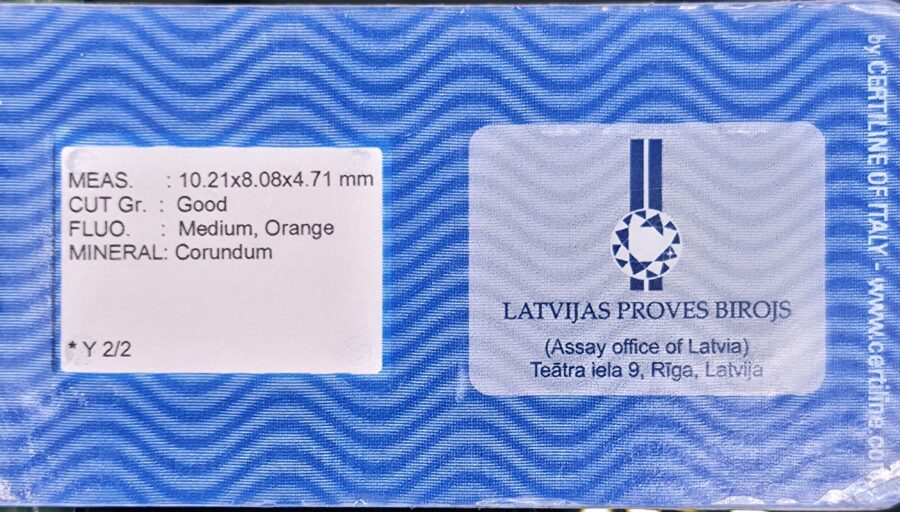 MEAS. : 10.21x8.08x4.71 mm
CUT Gr. : Good
FLUO. : Medium, Orange
MINERAL: Corundum
* Y 2/2
LATVIJAS PROVES BIROJS
(Assay office of Latvia)
Teātra iela 9, Rīga, Latvija
by CERTILINE OF ITALY - www.certiline.co